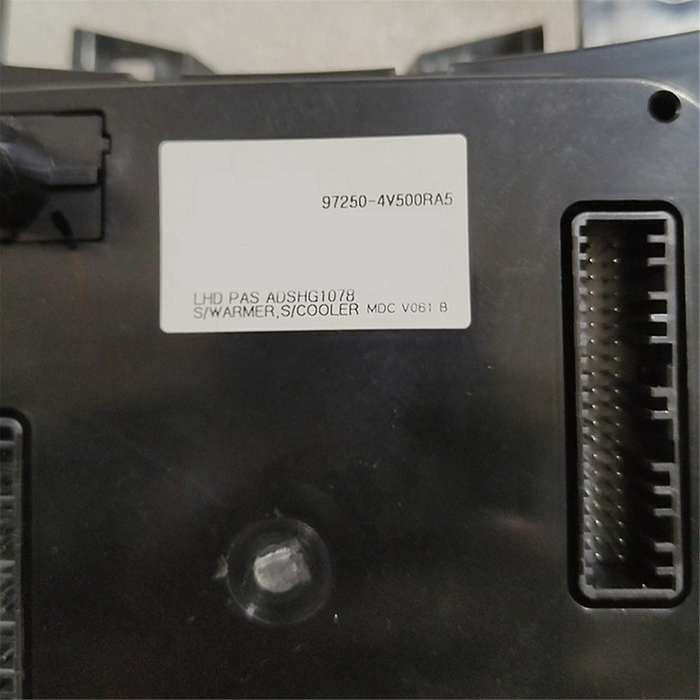 97250-4V500RA5
LHD PAS ADSHG1078
S/WARMER,S/COOLER MDC V061 B